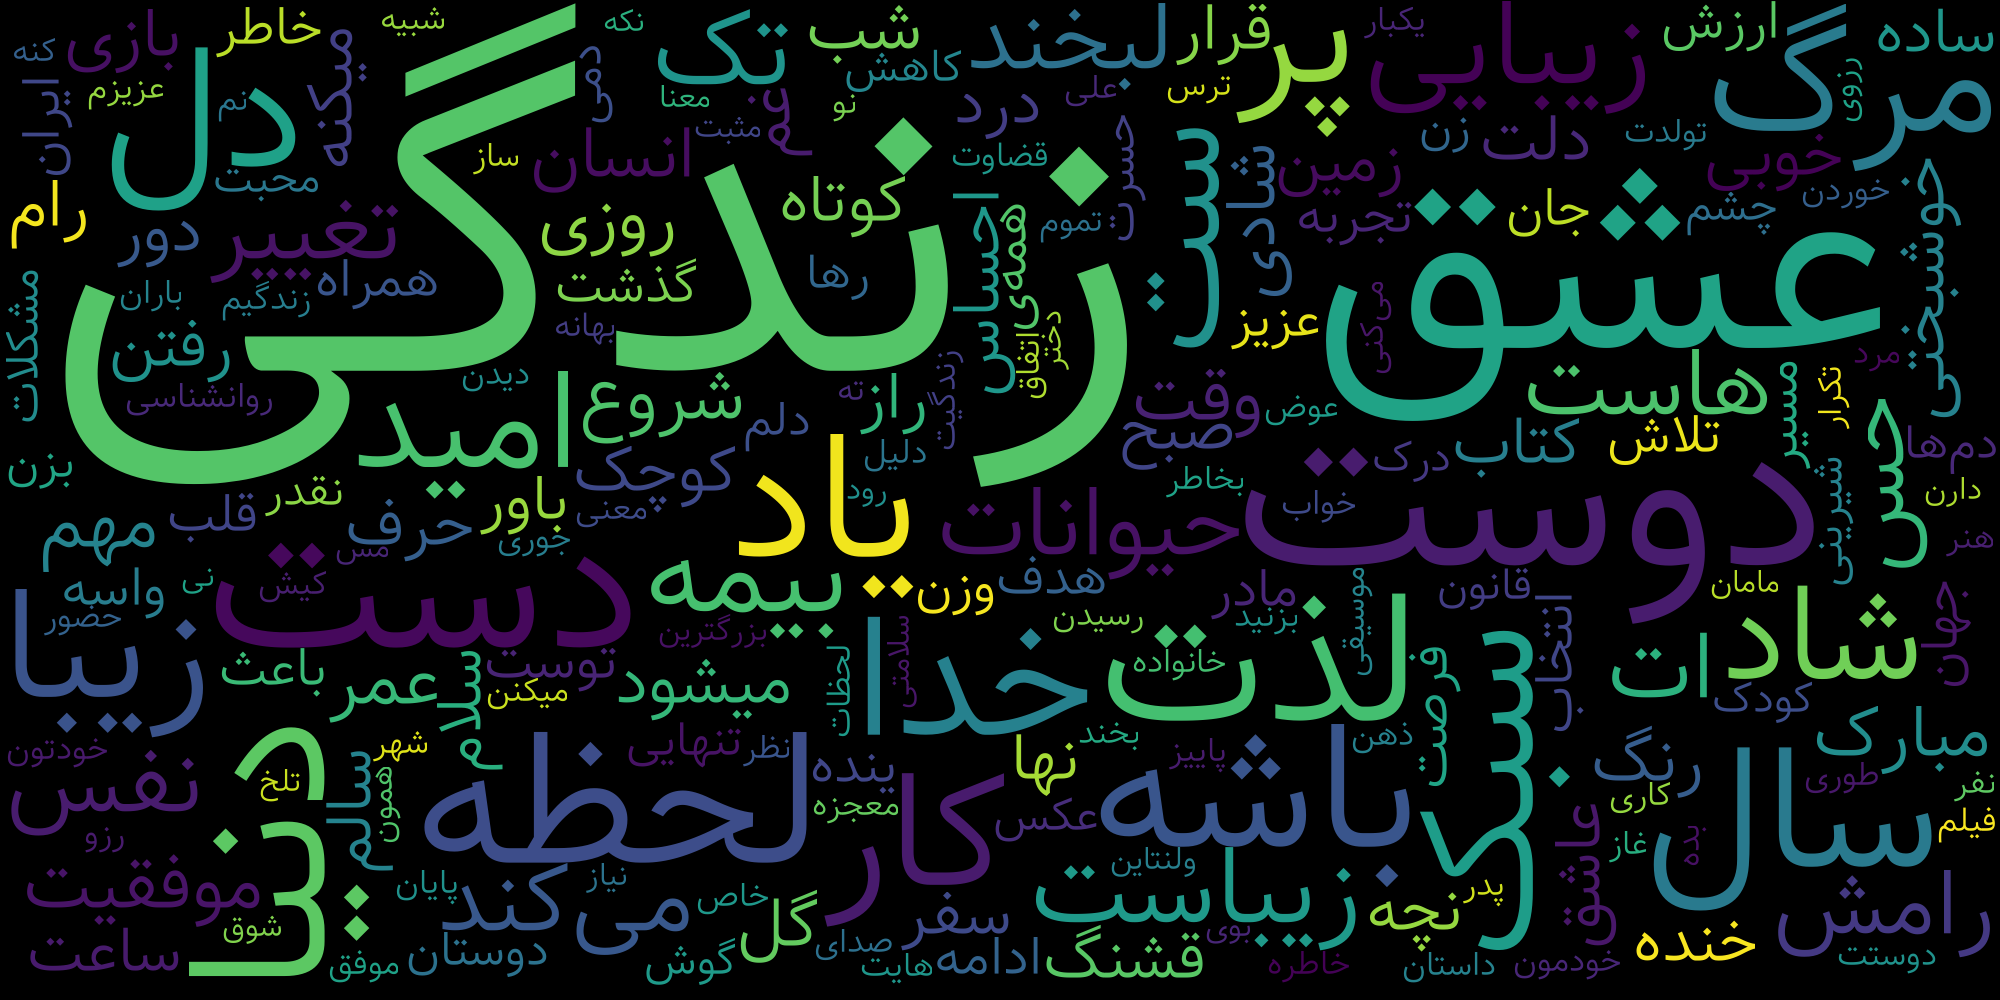 زندگی
عشق
دوست
دست
دل
یاد
خدا
لذت
لحظه
باشه
سال
کار
دنیا
سبک
زیبا
شاد
امید
مرگ
پر
زیبایی
لبخند
تک
شب
قرار
خاطر
بازی
شبیه
نکه
کنه
عزیزم
ایران
نم
میکنه
دمی
معنا
نو
کاهش
درد
علی
ترس
یکبار
ارزش
ساده
رزوی
تولدت
زن
دلت
خوبی
خوردن
چشم
خوشبختی
غم
مثبت
انسان
ساز
محبت
رام
دور
تغییر
همراه
باران
زندگیم
مشکلات
رفتن
روانشناسی
روزی
گذشت
کوتاه
رها
بهانه
قضاوت
احساس
همه‌ی
تموم
حسرت
ست
شادی
زمین
تجربه
جان
عزیز
می‌کنی
اتفاق
دختر
دیدن
شروع
ته
راز
زندگیت
دلم
دلیل
وقت
صبح
عوض
هاست
مسیر
تکرار
مرد
تلاش
کتاب
درک
حس
دم‌ها
دارن
هنر
شیرینی
بخاطر
خواب
حیوانات
رود
کوچک
معنی
باور
جوری
حرف
نقدر
قلب
بزن
مهم
واسه
نی
مس
کیش
حضور
بیمه
وزن
هدف
مادر
بزنید
رسیدن
موسیقی
قانون
مامان
جهان
انتخاب
بزرگترین
سلامتی
خانواده
فرصت
ات
کودک
مبارک
توست
میکنن
میشود
باعث
عمر
سلام
لحظات
تنهایی
نظر
بخند
ذهن
پاییز
نها
ینده
معجزه
عکس
رنگ
کاری
طوری
نفر
فیلم
غاز
بده
عاشق
رامش
خودتون
نفس
شهر
تلخ
سالم
همون
رزو
موفقیت
شوق
ساعت
پایان
موفق
می‌کند
نیاز
خاص
گل
گوش
دوستان
صدای
هایت
سفر
ادامه
قشنگ
زیباست
ولنتاین
بوی
خاطره
نچه
پدر
داستان
خودمون
خنده
دوستت